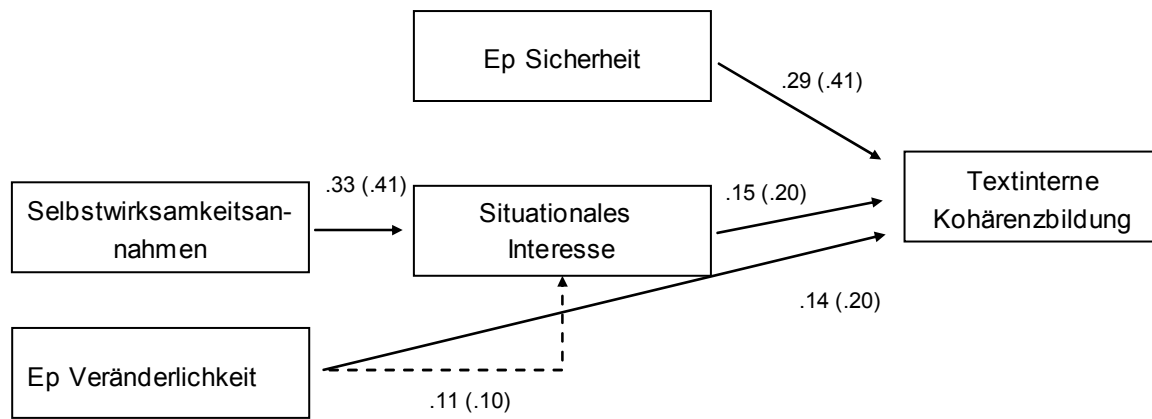 Ep Sicherheit
.29 (.41)
Selbstwirksamkeitsan-
nahmen
.33 (.41)
Situationales
Interesse
.15 (.20)
Textinterne
Kohärenzbildung
.14 (.20)
Ep Veränderlichkeit
.11 (.10)